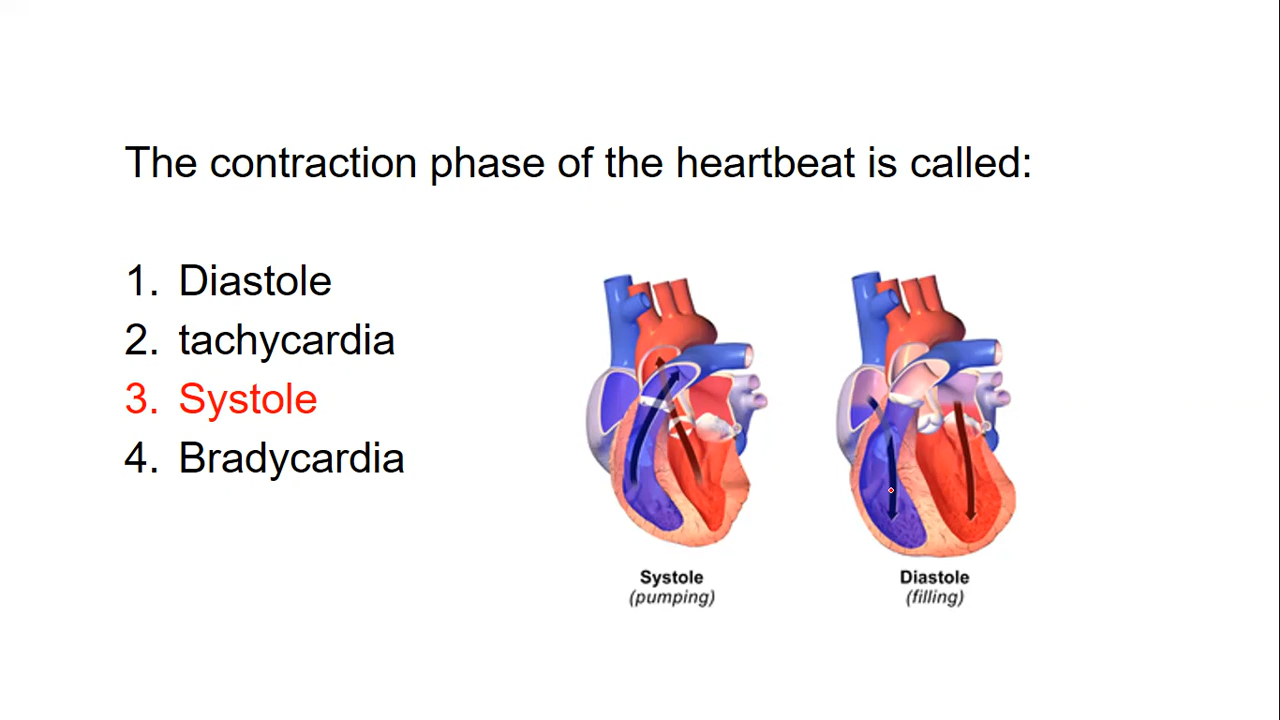 The contraction phase of the heartbeat is called:
1. Diastole
2. tachycardia
3. Systole
4. Bradycardia
Systole
(pumping)
Diastole
(filling)